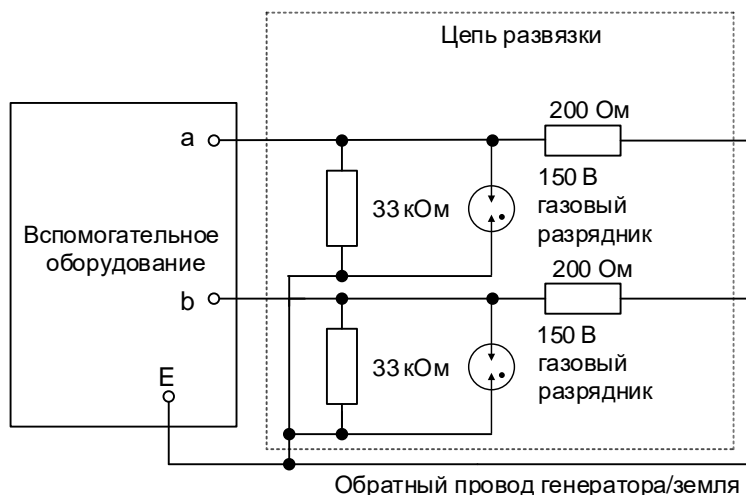 Цепь развязки
200 Ом
a
150 В
газовый
разрядник
33 кОм
Вспомогательное
оборудование
200 Ом
b
150 В
газовый
разрядник
33 кОм
E
Обратный провод генератора/земля